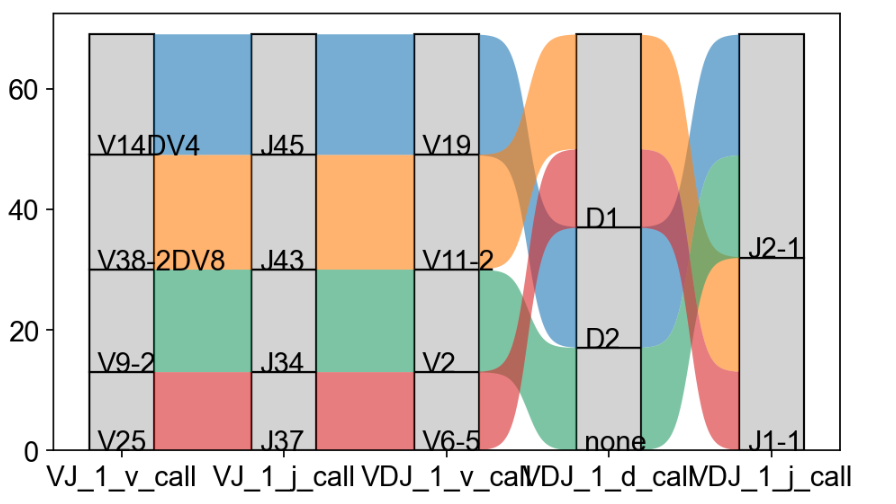 60
40
20
0
V14DV4 J45 V19
D1
J2-1
V38-2DV8 J43 V11-2
D2
V9-2 J34 V2
V25 J37 V6-5 none J1-1
VJ_1_v_call VJ_1_j_call VDJ_1_v_call VDJ_1_d_call VDJ_1_j_call